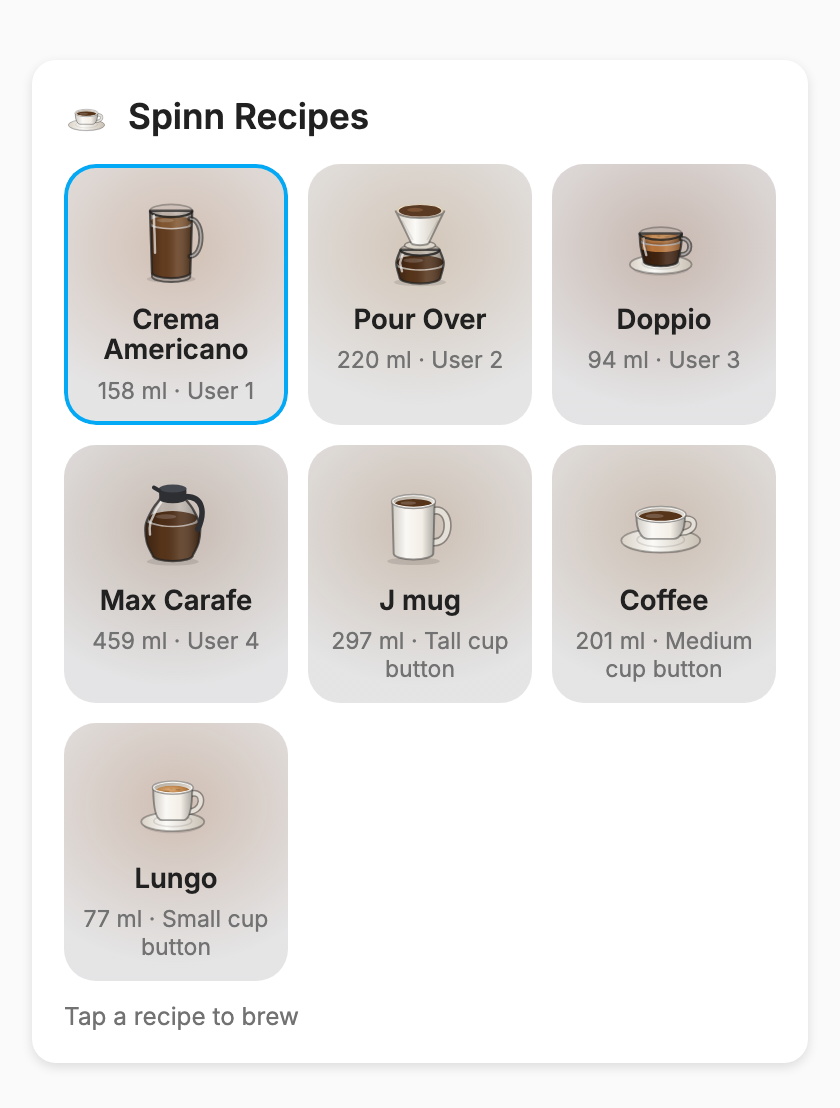 Spinn Recipes
Crema
Americano
158 ml · User 1
Pour Over
220 ml · User 2
Doppio
94 ml · User 3
Max Carafe
459 ml · User 4
J mug
297 ml · Tall cup
button
Coffee
201 ml · Medium
cup button
Lungo
77 ml · Small cup
button
Tap a recipe to brew